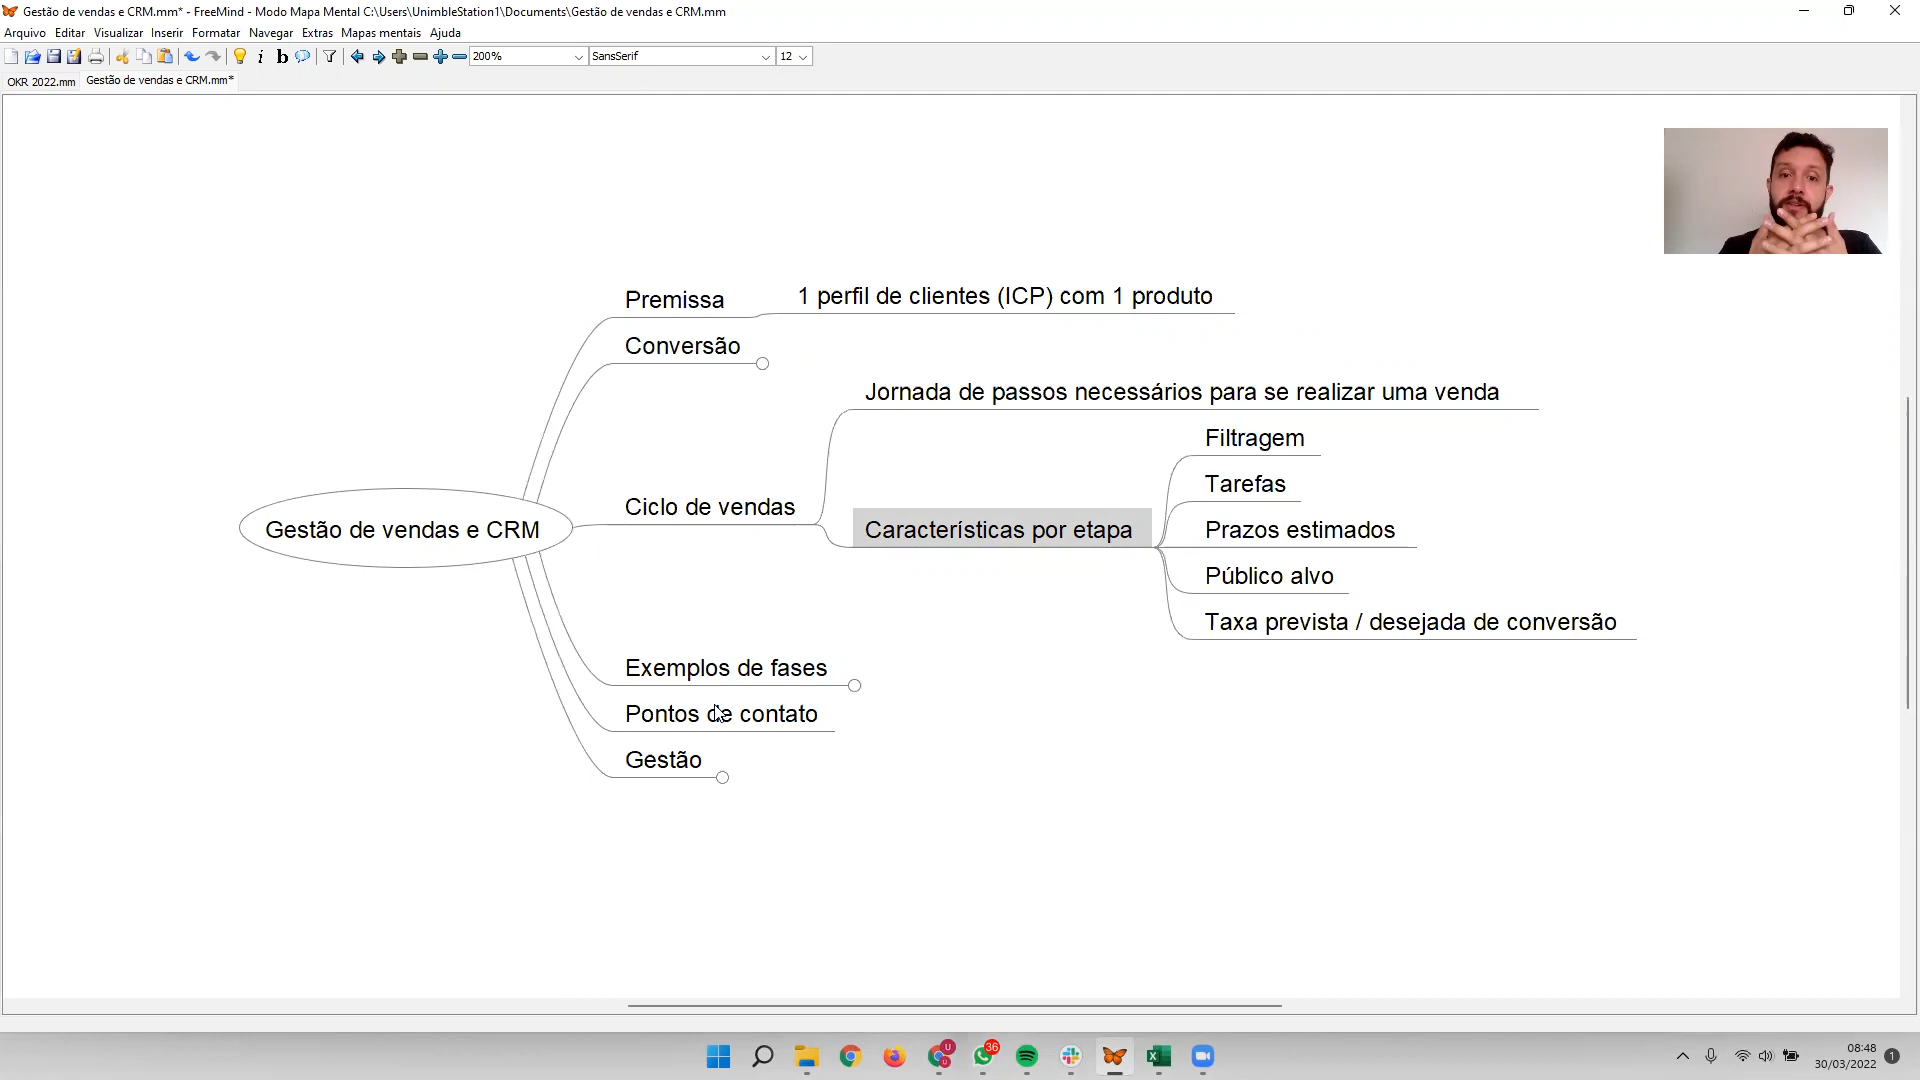 Gestão de vendas e CRM.mm* - FreeMind - Modo Mapa Mental C:\Users\UnimbleStation1\Documents\Gestão de vendas e CRM.mm
Arquivo Editar Visualizar Inserir Formatar Navegar Extras Mapas mentais Ajuda
i b 200% SansSerif 12
OKR 2022.mm Gestão de vendas e CRM.mm*
Premissa
1 perfil de clientes (ICP) com 1 produto
Conversão
Jornada de passos necessários para se realizar uma venda
Filtragem
Tarefas
Ciclo de vendas
Gestão de vendas e CRM
Características por etapa
Prazos estimados
Público alvo
Taxa prevista / desejada de conversão
Exemplos de fases
Pontos de contato
Gestão
U
36
08:48
30/03/2022
1